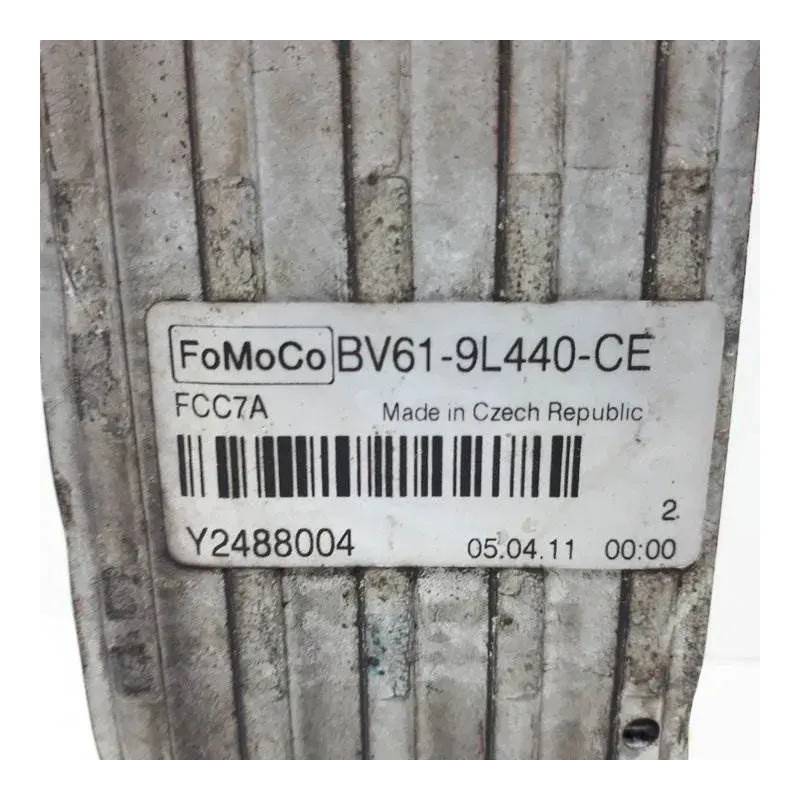 FoMoCo BV61-9L440-CE
FCC7A Made in Czech Republic
2
Y2488004 05.04.11 00:00